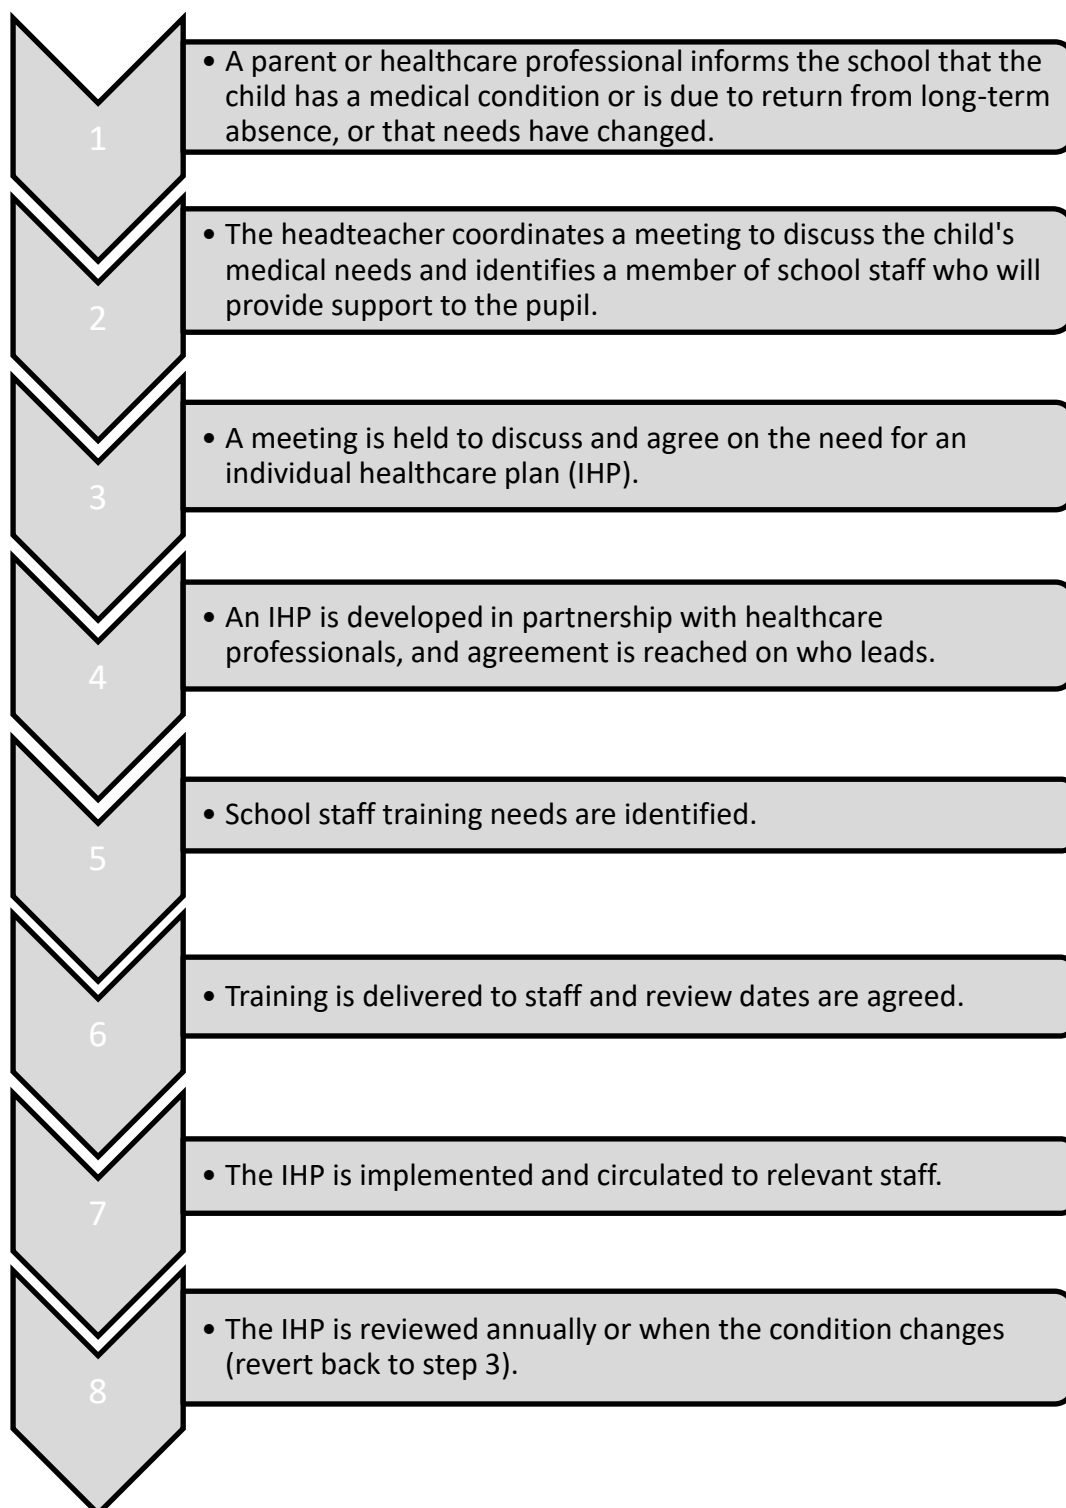 1
• A parent or healthcare professional informs the school that the
child has a medical condition or is due to return from long-term
absence, or that needs have changed.
2
• The headteacher coordinates a meeting to discuss the child's
medical needs and identifies a member of school staff who will
provide support to the pupil.
3
• A meeting is held to discuss and agree on the need for an
individual healthcare plan (IHP).
4
• An IHP is developed in partnership with healthcare
professionals, and agreement is reached on who leads.
5
• School staff training needs are identified.
6
• Training is delivered to staff and review dates are agreed.
7
• The IHP is implemented and circulated to relevant staff.
8
• The IHP is reviewed annually or when the condition changes
(revert back to step 3).